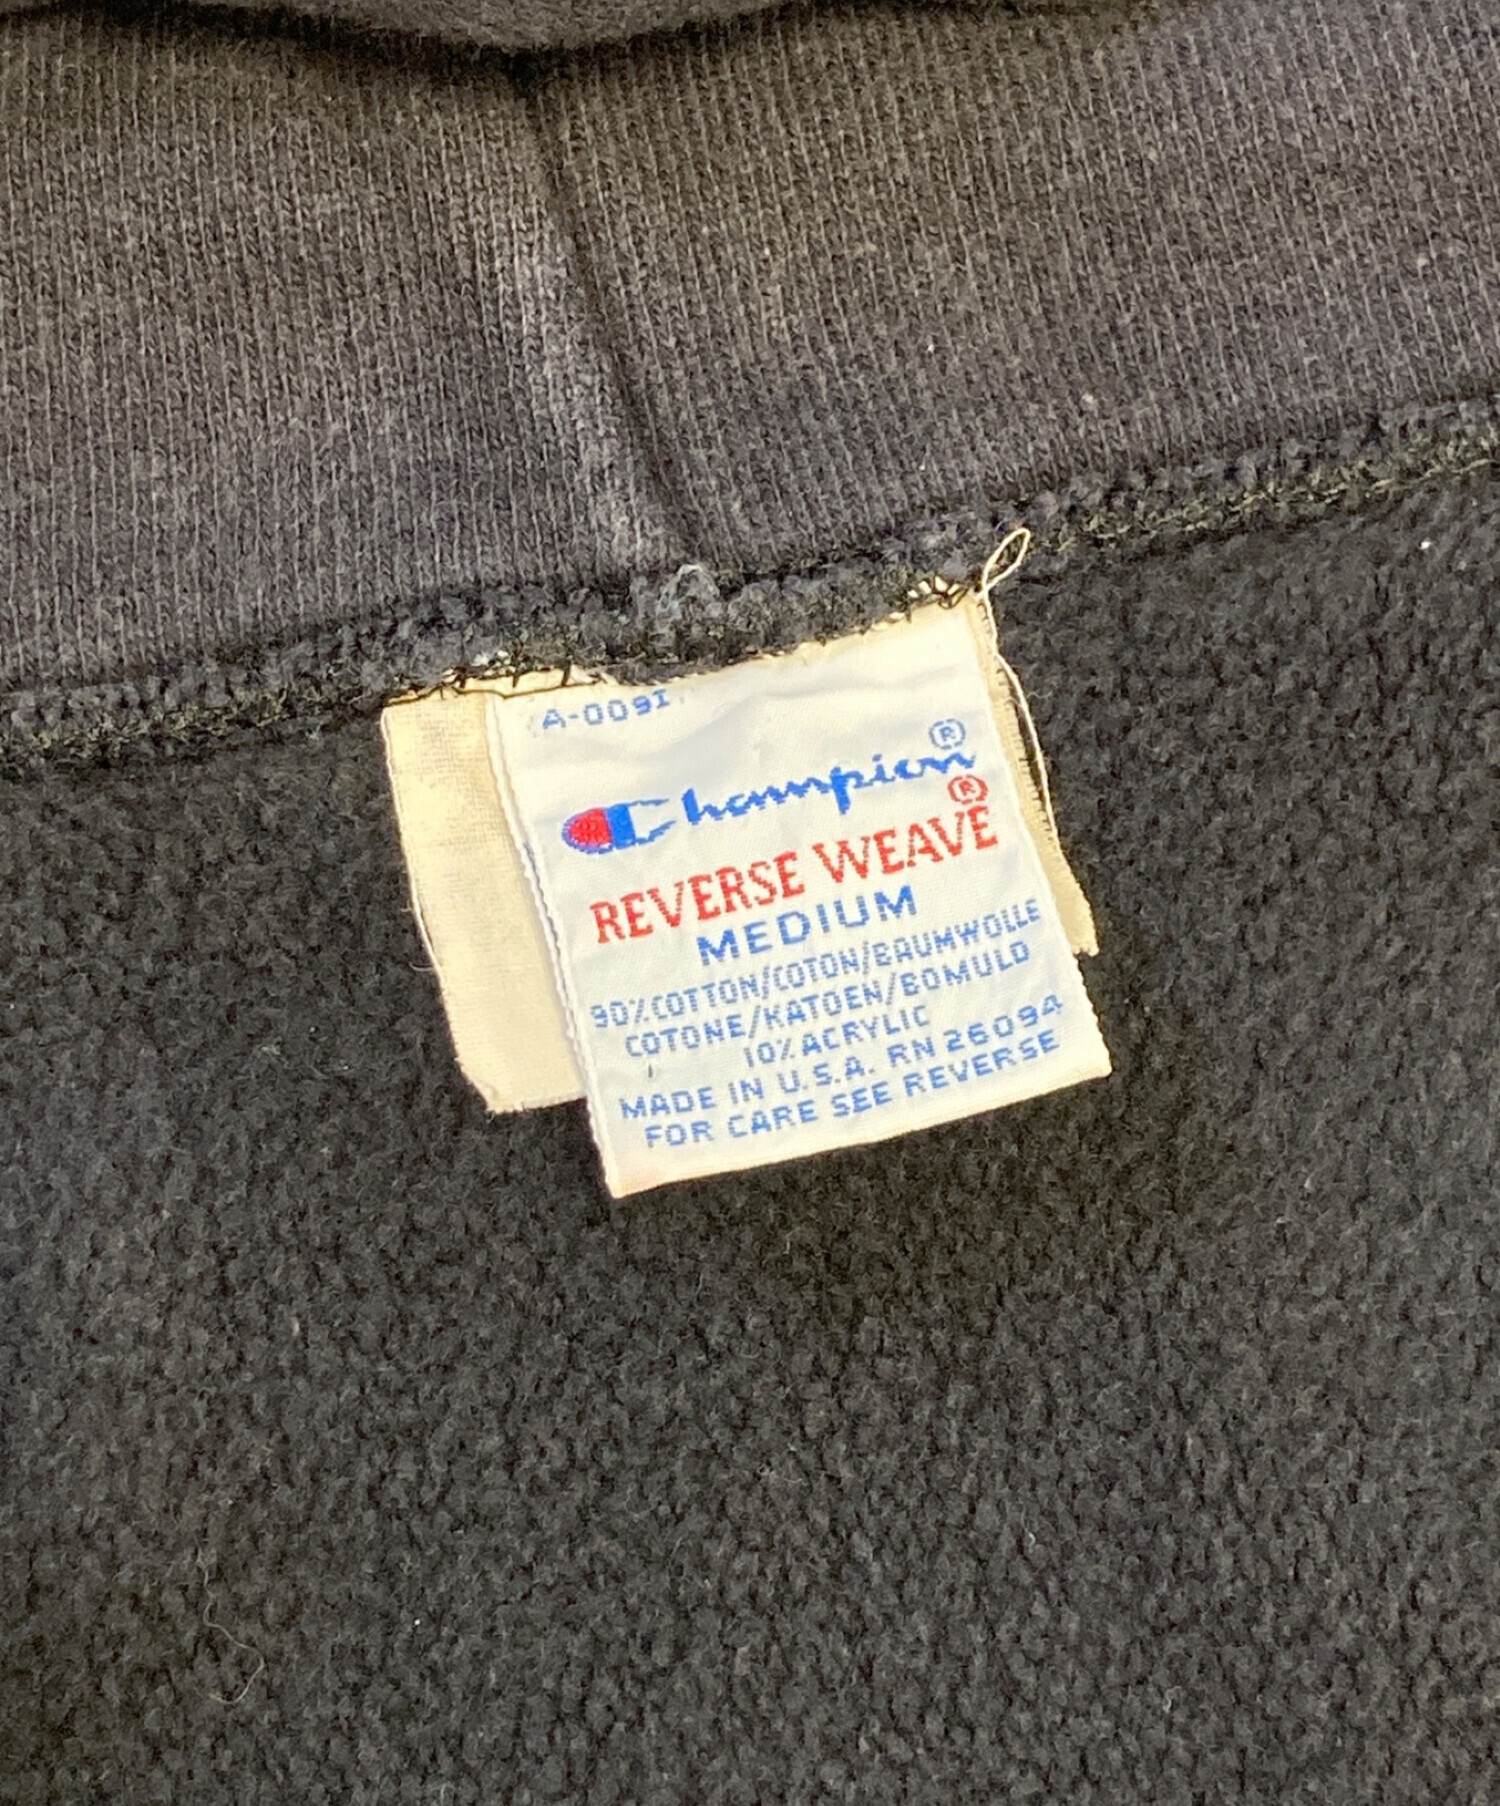 A-0091
Champion®
REVERSE WEAVE®
MEDIUM
90%COTTON/COTON/BAUMWOLLE
COTONE/KATOEN/BOMULD
10% ACRYLIC
MADE IN U.S.A. RN 26094
FOR CARE SEE REVERSE